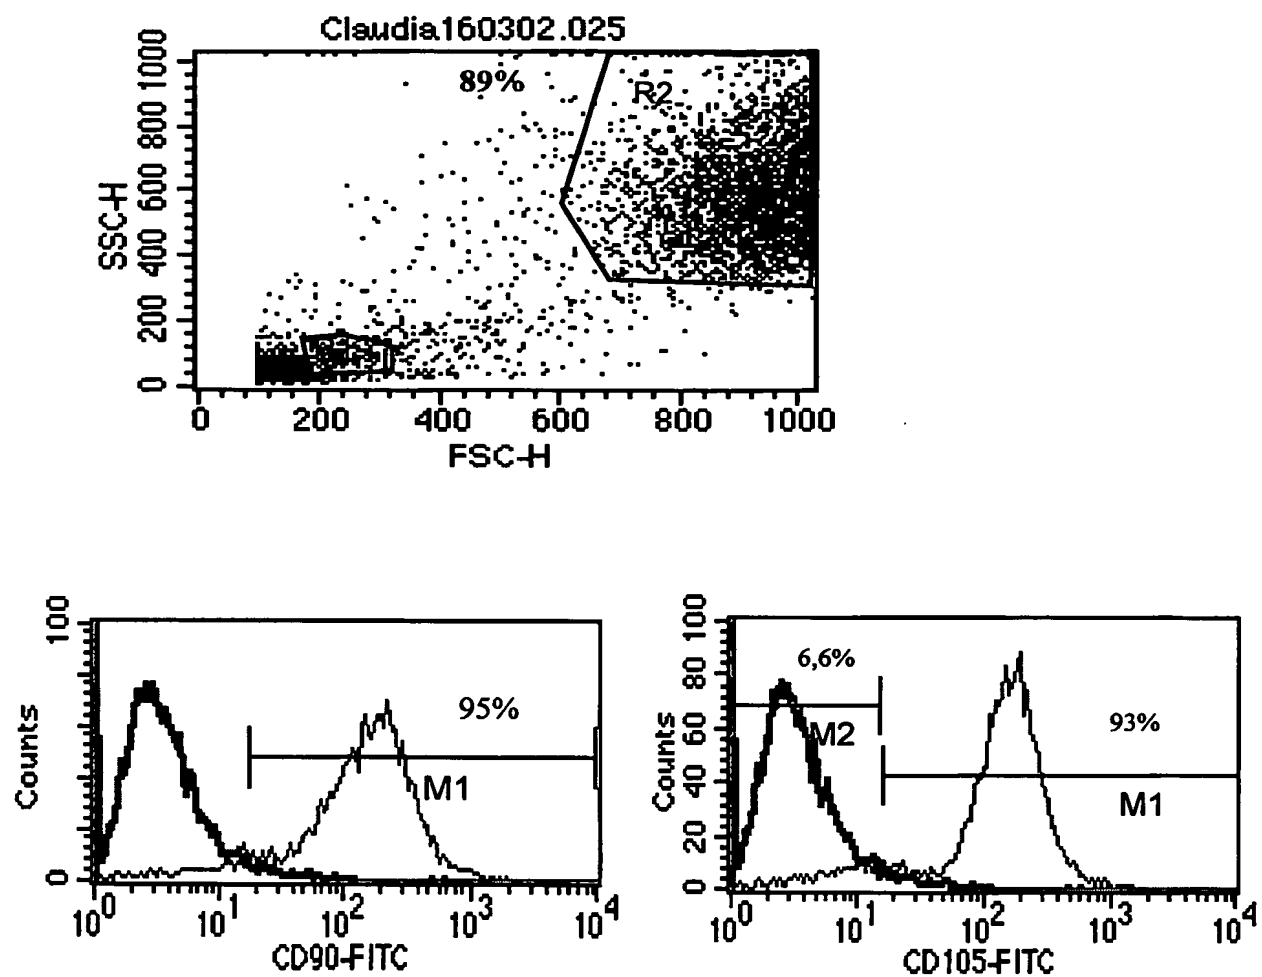 Claudia160302.025
89%
R2
SSC-H
1000
800
600
400
200
0
0 200 400 600 800 1000
FSC-H
100
0
Counts
95%
M1
10^0 10^1 10^2 10^3 10^4
CD90-FITC
100
80
60
40
20
0
Counts
6,6%
M2
93%
M1
10^0 10^1 10^2 10^3 10^4
CD105-FITC